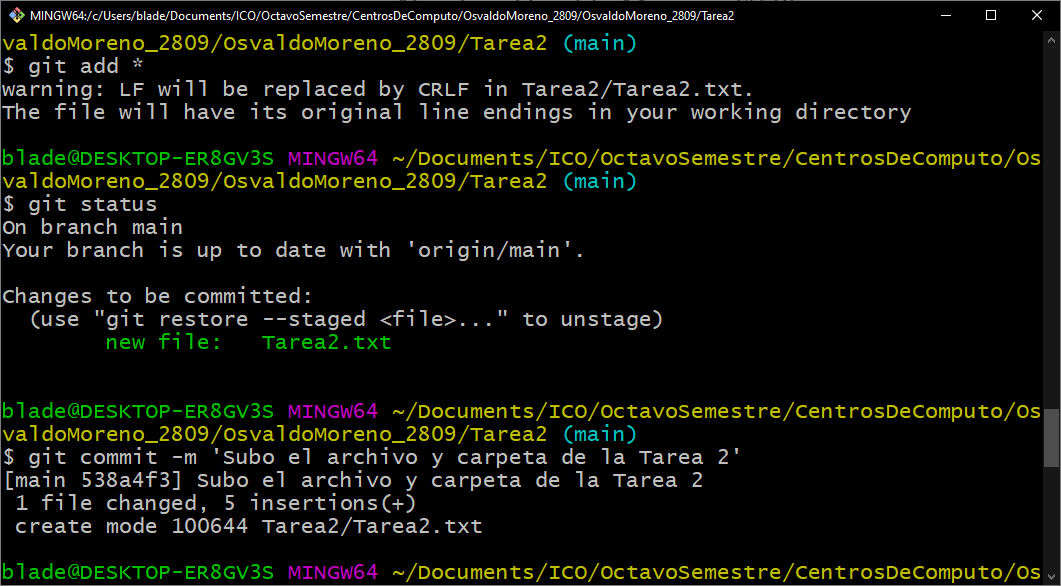 MINGW64:/c/Users/blade/Documents/ICO/OctavoSemestre/CentrosDeComputo/OsvaldoMoreno_2809/OsvaldoMoreno_2809/Tarea2
valdoMoreno_2809/OsvaldoMoreno_2809/Tarea2 (main)
$ git add *
warning: LF will be replaced by CRLF in Tarea2/Tarea2.txt.
The file will have its original line endings in your working directory
blade@DESKTOP-ER8GV3S MINGW64 ~/Documents/ICO/OctavoSemestre/CentrosDeComputo/Os
valdoMoreno_2809/OsvaldoMoreno_2809/Tarea2 (main)
$ git status
On branch main
Your branch is up to date with 'origin/main'.
Changes to be committed:
  (use "git restore --staged <file>..." to unstage)
        new file:   Tarea2.txt
blade@DESKTOP-ER8GV3S MINGW64 ~/Documents/ICO/OctavoSemestre/CentrosDeComputo/Os
valdoMoreno_2809/OsvaldoMoreno_2809/Tarea2 (main)
$ git commit -m 'Subo el archivo y carpeta de la Tarea 2'
[main 538a4f3] Subo el archivo y carpeta de la Tarea 2
 1 file changed, 5 insertions(+)
 create mode 100644 Tarea2/Tarea2.txt
blade@DESKTOP-ER8GV3S MINGW64 ~/Documents/ICO/OctavoSemestre/CentrosDeComputo/Os